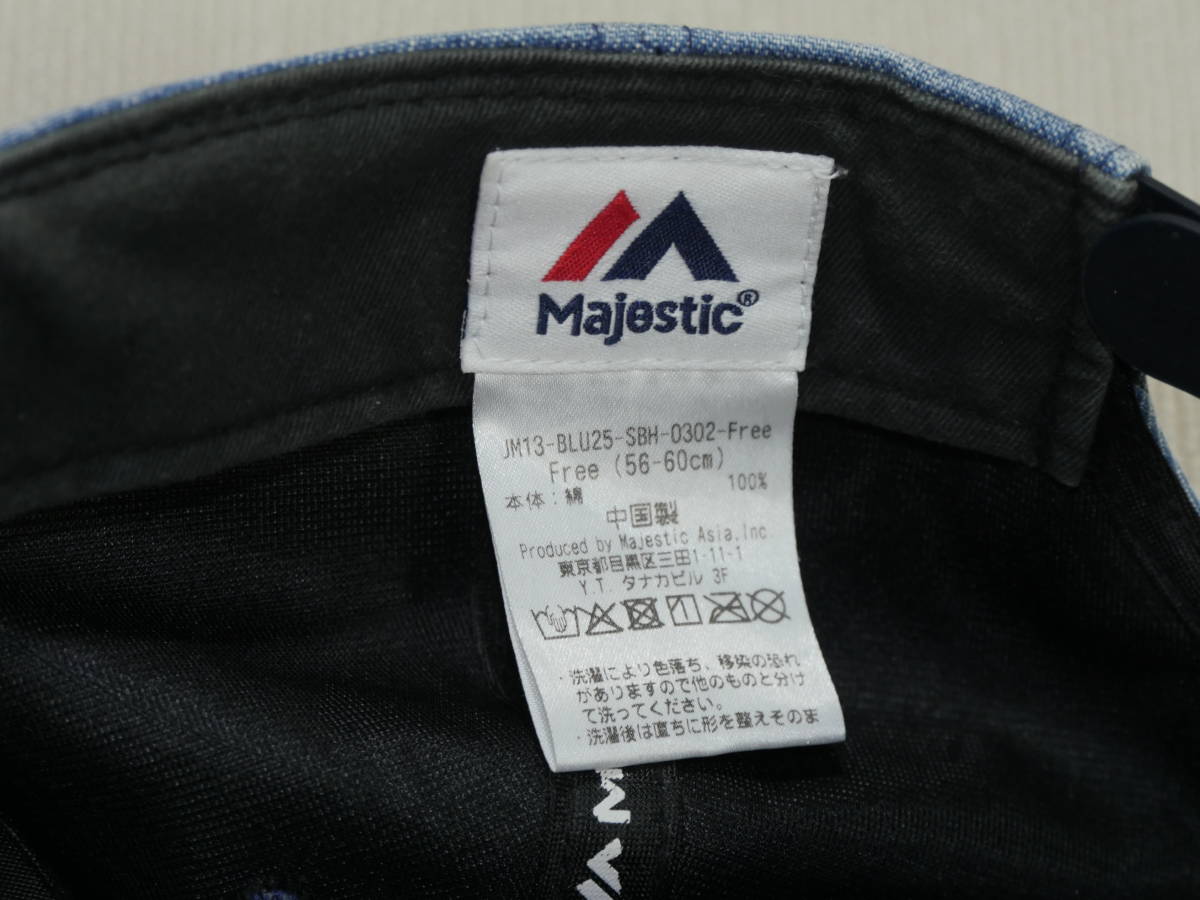 Majestic®
JM13-BLU25-SBH-0302-Free
Free (56-60cm)
本体：綿 100%
中国製
Produced by Majestic Asia,Inc.
東京都目黒区三田1-11-1
Y.T. タナカビル 3F
・洗濯により色落ち、移染の恐れ
がありますので他のものと分け
て洗ってください。
・洗濯後は直ちに形を整えそのま